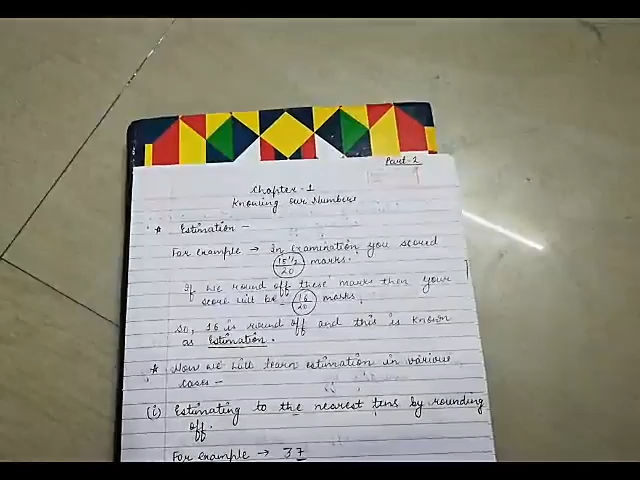 Part-2
Chapter-1
Knowing our Numbers
* Estimation -
For example → In examination you scored
15 1/2 / 20 marks.
If we round off these marks then your
score will be - 16/20 marks.
So, 16 is round off and this is known
as Estimation.
* Now we will learn estimation in various
cases -
(i) Estimating to the nearest tens by rounding
off.
For example → 37